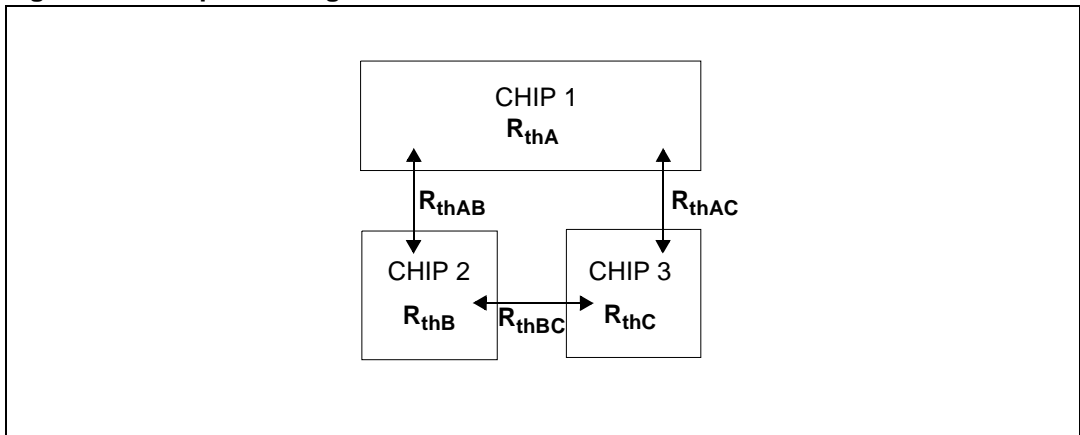 CHIP 1
RthA
RthAB
RthAC
CHIP 2
CHIP 3
RthB
RthBC
RthC